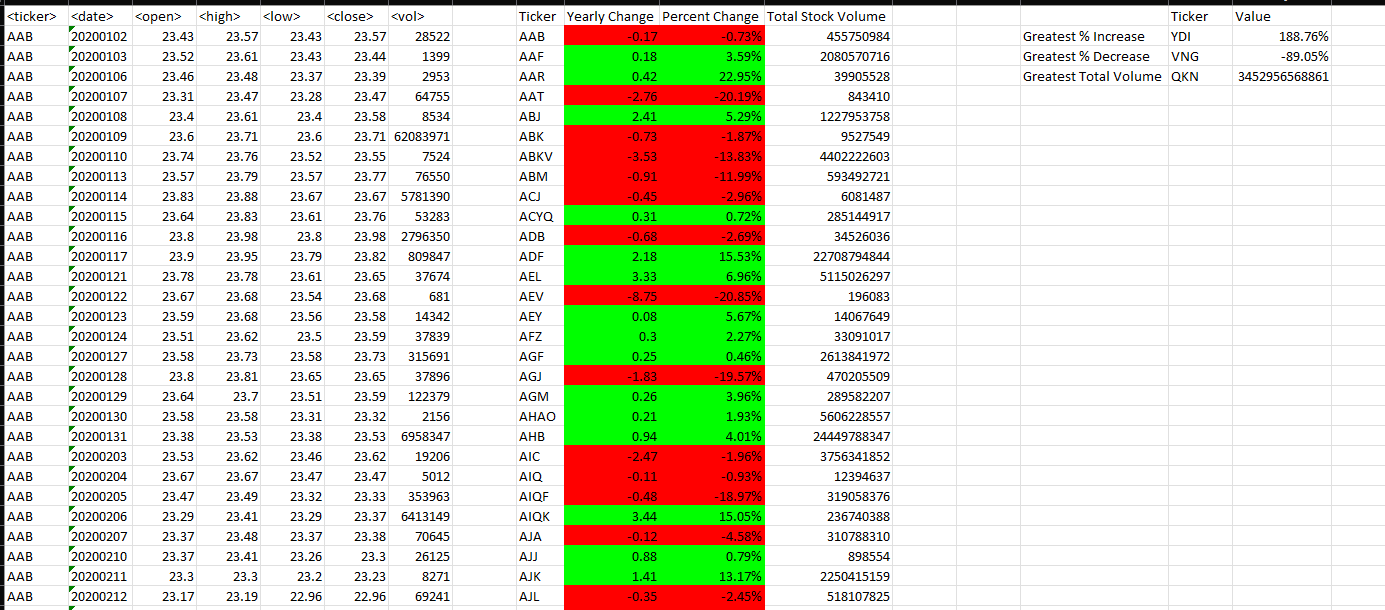 <ticker> <date> <open> <high> <low> <close> <vol> Ticker Yearly Change Percent Change Total Stock Volume Ticker Value
AAB 20200102 23.43 23.57 23.43 23.57 28522 AAB -0.17 -0.73% 455750984 Greatest % Increase YDI 188.76%
AAB 20200103 23.52 23.61 23.43 23.44 1399 AAF 0.18 3.59% 2080570716 Greatest % Decrease VNG -89.05%
AAB 20200106 23.46 23.48 23.37 23.39 2953 AAR 0.42 22.95% 39905528 Greatest Total Volume QKN 3452956568861
AAB 20200107 23.31 23.47 23.28 23.47 64755 AAT -2.76 -20.19% 843410
AAB 20200108 23.4 23.61 23.4 23.58 8534 ABJ 2.41 5.29% 1227953758
AAB 20200109 23.6 23.71 23.6 23.71 62083971 ABK -0.73 -1.87% 9527549
AAB 20200110 23.74 23.76 23.52 23.55 7524 ABKV -3.53 -13.83% 4402222603
AAB 20200113 23.57 23.79 23.57 23.77 76550 ABM -0.91 -11.99% 593492721
AAB 20200114 23.83 23.88 23.67 23.67 5781390 ACJ -0.45 -2.96% 6081487
AAB 20200115 23.64 23.83 23.61 23.76 53283 ACYQ 0.31 0.72% 285144917
AAB 20200116 23.8 23.98 23.8 23.98 2796350 ADB -0.68 -2.69% 34526036
AAB 20200117 23.9 23.95 23.79 23.82 809847 ADF 2.18 15.53% 22708794844
AAB 20200121 23.78 23.78 23.61 23.65 37674 AEL 3.33 6.96% 5115026297
AAB 20200122 23.67 23.68 23.54 23.68 681 AEV -8.75 -20.85% 196083
AAB 20200123 23.59 23.68 23.56 23.58 14342 AEY 0.08 5.67% 14067649
AAB 20200124 23.51 23.62 23.5 23.59 37839 AFZ 0.3 2.27% 33091017
AAB 20200127 23.58 23.73 23.58 23.73 315691 AGF 0.25 0.46% 2613841972
AAB 20200128 23.8 23.81 23.65 23.65 37896 AGJ -1.83 -19.57% 470205509
AAB 20200129 23.64 23.7 23.51 23.59 122379 AGM 0.26 3.96% 289582207
AAB 20200130 23.58 23.58 23.31 23.32 2156 AHAO 0.21 1.93% 5606228557
AAB 20200131 23.38 23.53 23.38 23.53 6958347 AHB 0.94 4.01% 24449788347
AAB 20200203 23.53 23.62 23.46 23.62 19206 AIC -2.47 -1.96% 3756341852
AAB 20200204 23.67 23.67 23.47 23.47 5012 AIQ -0.11 -0.93% 12394637
AAB 20200205 23.47 23.49 23.32 23.33 353963 AIQF -0.48 -18.97% 319058376
AAB 20200206 23.29 23.41 23.29 23.37 6413149 AIQK 3.44 15.05% 236740388
AAB 20200207 23.37 23.48 23.37 23.38 70645 AJA -0.12 -4.58% 310788310
AAB 20200210 23.37 23.41 23.26 23.3 26125 AJJ 0.88 0.79% 898554
AAB 20200211 23.3 23.3 23.2 23.23 8271 AJK 1.41 13.17% 2250415159
AAB 20200212 23.17 23.19 22.96 22.96 69241 AJL -0.35 -2.45% 518107825